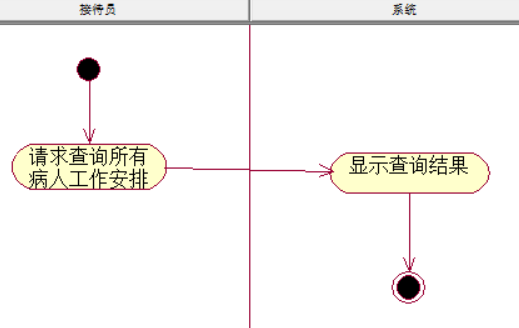 接待员
系统
请求查询所有
病人工作安排
显示查询结果